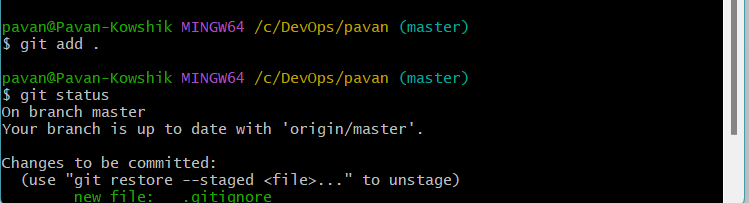 pavan@Pavan-Kowshik MINGW64 /c/DevOps/pavan (master)
$ git add .
pavan@Pavan-Kowshik MINGW64 /c/DevOps/pavan (master)
$ git status
On branch master
Your branch is up to date with 'origin/master'.
Changes to be committed:
(use "git restore --staged <file>..." to unstage)
new file: .gitignore